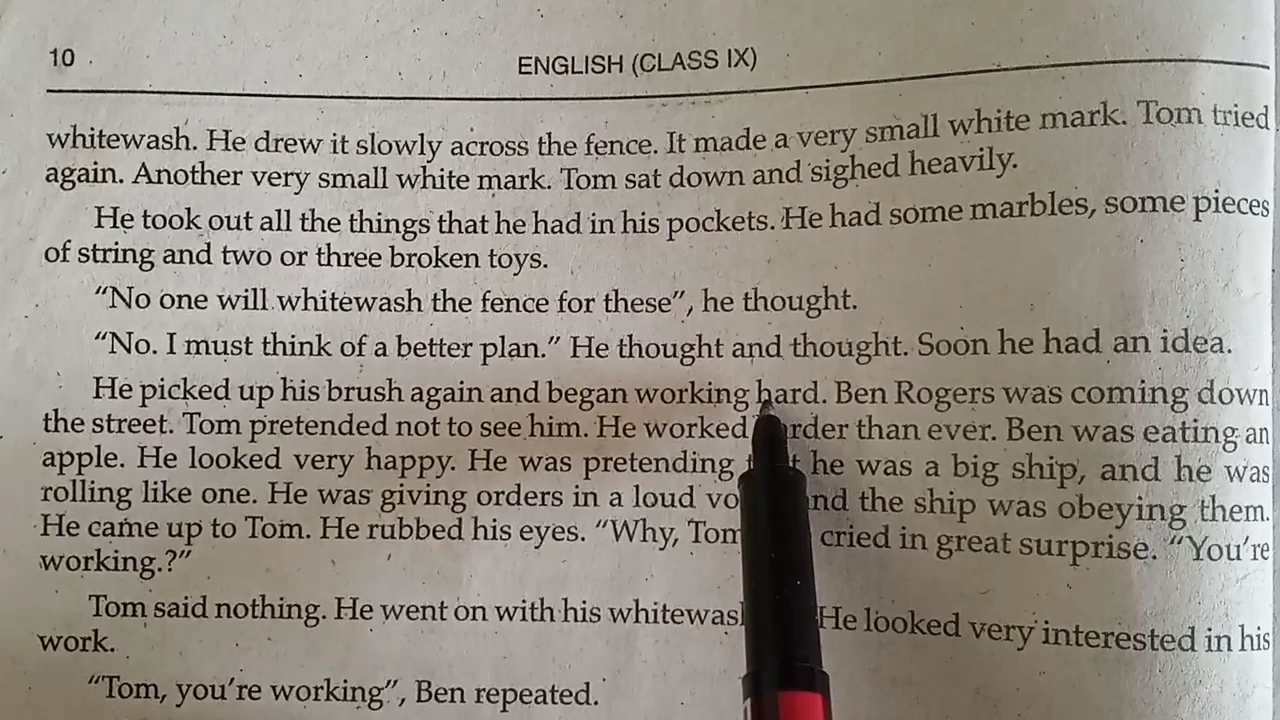 10
ENGLISH (CLASS IX)
whitewash. He drew it slowly across the fence. It made a very small white mark. Tom tried
again. Another very small white mark. Tom sat down and sighed heavily.
He took out all the things that he had in his pockets. He had some marbles, some pieces
of string and two or three broken toys.
"No one will whitewash the fence for these", he thought.
"No. I must think of a better plan." He thought and thought. Soon he had an idea.
He picked up his brush again and began working hard. Ben Rogers was coming down
the street. Tom pretended not to see him. He worked than ever. Ben was eating an
apple. He looked very happy. He was pretending he was a big ship, and he was
rolling like one. He was giving orders in a loud the ship was obeying them.
He came up to Tom. He rubbed his eyes. "Why, Tom cried in great surprise. "You're
working.?"
Tom said nothing. He went on with his He looked very interested in his
work.
"Tom, you're working", Ben repeated.